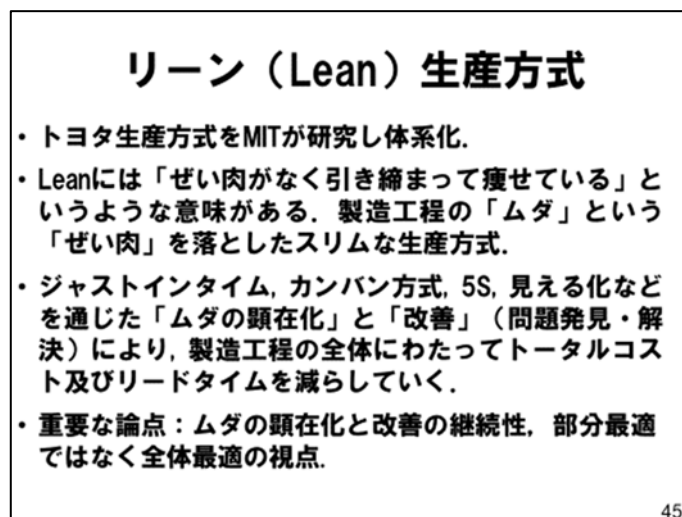 リーン（Lean）生産方式
・トヨタ生産方式をMITが研究し体系化.
・Leanには「ぜい肉がなく引き締まって痩せている」と
いうような意味がある．製造工程の「ムダ」という
「ぜい肉」を落としたスリムな生産方式.
・ジャストインタイム, カンバン方式, 5S, 見える化など
を通じた「ムダの顕在化」と「改善」（問題発見・解
決）により, 製造工程の全体にわたってトータルコス
ト及びリードタイムを減らしていく.
・重要な論点：ムダの顕在化と改善の継続性, 部分最適
ではなく全体最適の視点.
45